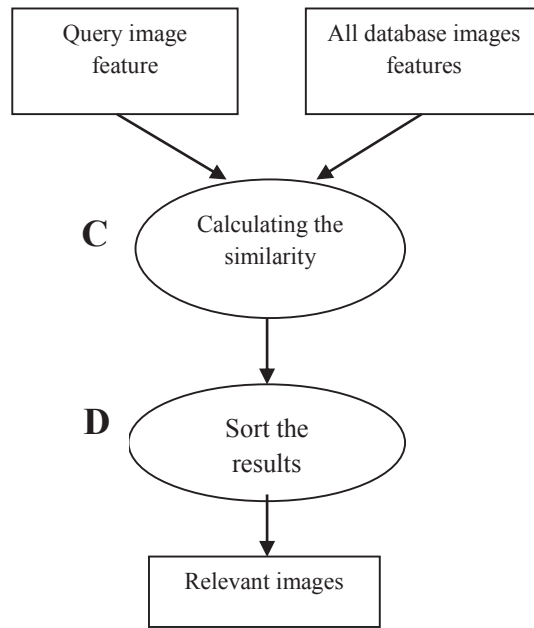 Query image
feature
All database images
features
C
Calculating the
similarity
D
Sort the
results
Relevant images